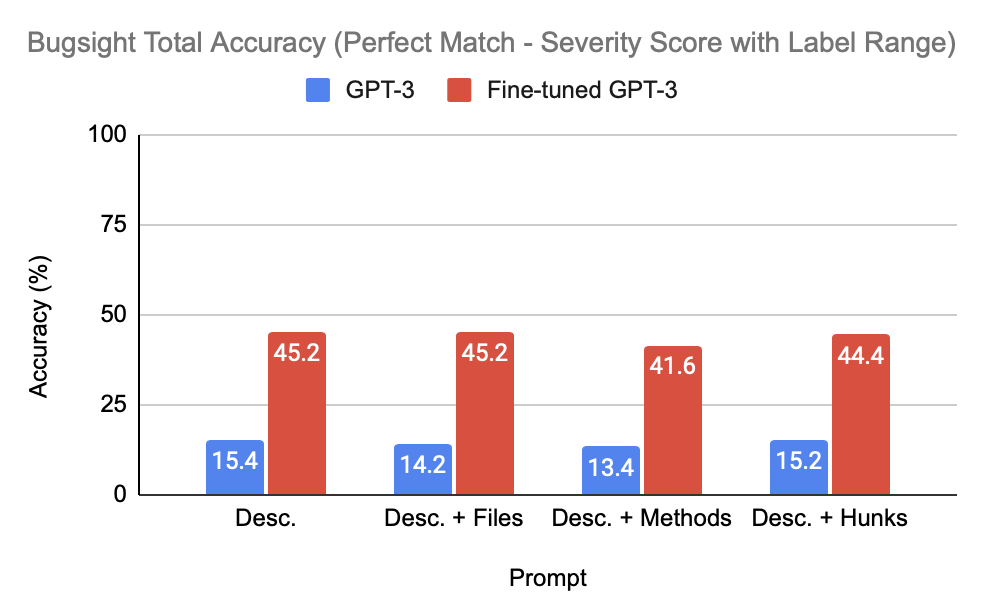 Bugsight Total Accuracy (Perfect Match - Severity Score with Label Range)
GPT-3 Fine-tuned GPT-3
100
75
50
25
0
Accuracy (%)
15.4 45.2 14.2 45.2 13.4 41.6 15.2 44.4
Desc. Desc. + Files Desc. + Methods Desc. + Hunks
Prompt